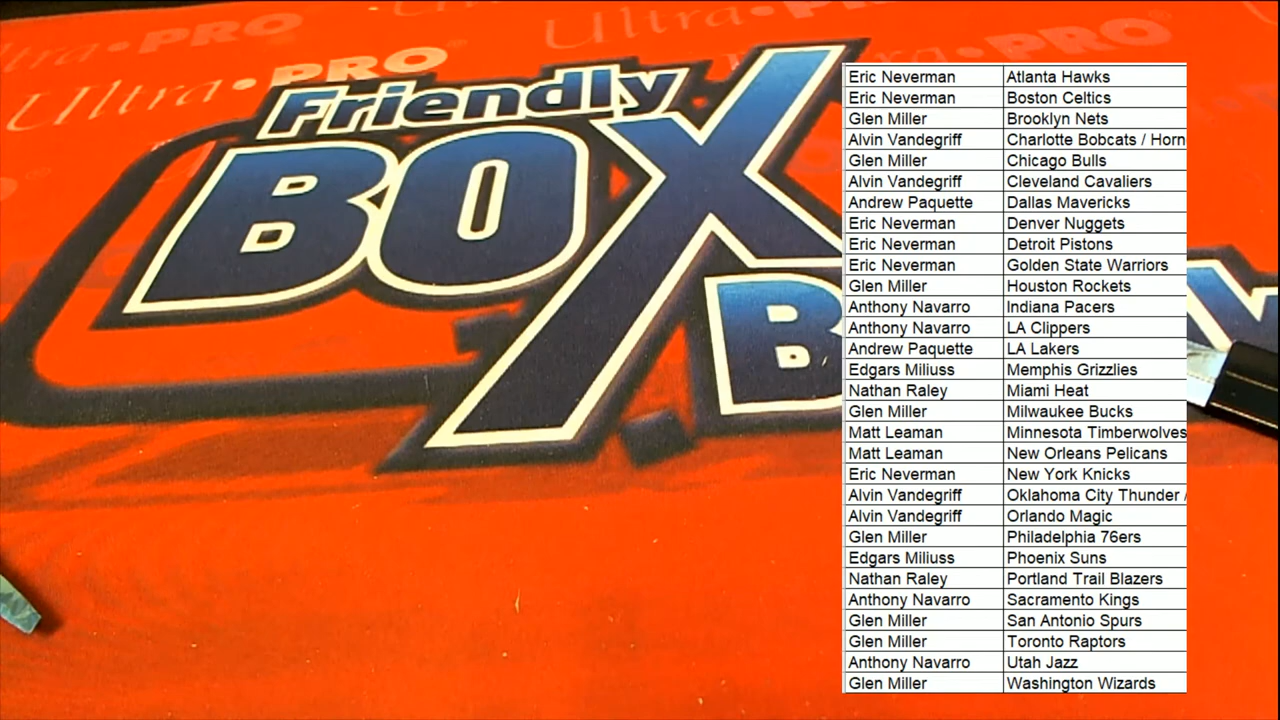 Ultra•PRO
Ultra•PRO
Ultra•PRO
Friendly
BOX
B
Eric Neverman Atlanta Hawks
Eric Neverman Boston Celtics
Glen Miller Brooklyn Nets
Alvin Vandegriff Charlotte Bobcats / Horn
Glen Miller Chicago Bulls
Alvin Vandegriff Cleveland Cavaliers
Andrew Paquette Dallas Mavericks
Eric Neverman Denver Nuggets
Eric Neverman Detroit Pistons
Eric Neverman Golden State Warriors
Glen Miller Houston Rockets
Anthony Navarro Indiana Pacers
Anthony Navarro LA Clippers
Andrew Paquette LA Lakers
Edgars Miliuss Memphis Grizzlies
Nathan Raley Miami Heat
Glen Miller Milwaukee Bucks
Matt Leaman Minnesota Timberwolves
Matt Leaman New Orleans Pelicans
Eric Neverman New York Knicks
Alvin Vandegriff Oklahoma City Thunder /
Alvin Vandegriff Orlando Magic
Glen Miller Philadelphia 76ers
Edgars Miliuss Phoenix Suns
Nathan Raley Portland Trail Blazers
Anthony Navarro Sacramento Kings
Glen Miller San Antonio Spurs
Glen Miller Toronto Raptors
Anthony Navarro Utah Jazz
Glen Miller Washington Wizards